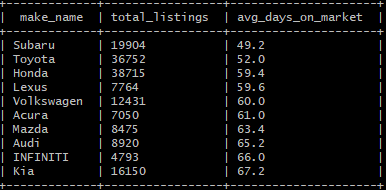 make_name | total_listings | avg_days_on_market
Subaru | 19904 | 49.2
Toyota | 36752 | 52.0
Honda | 38715 | 59.4
Lexus | 7764 | 59.6
Volkswagen | 12431 | 60.0
Acura | 7050 | 61.0
Mazda | 8475 | 63.4
Audi | 8920 | 65.2
INFINITI | 4793 | 66.0
Kia | 16150 | 67.2